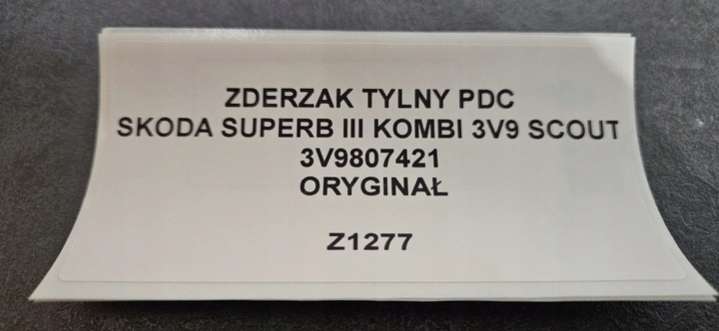 ZDERZAK TYLNY PDC
SKODA SUPERB III KOMBI 3V9 SCOUT
3V9807421
ORYGINAŁ
Z1277